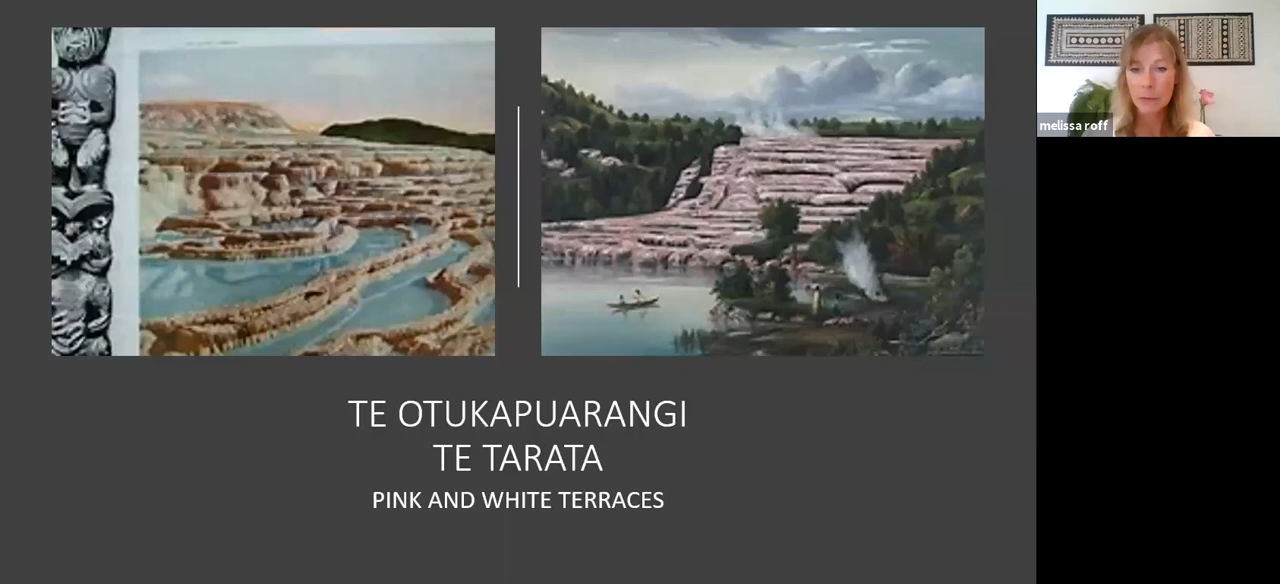 melissa roff
TE OTUKAPUARANGI
TE TARATA
PINK AND WHITE TERRACES